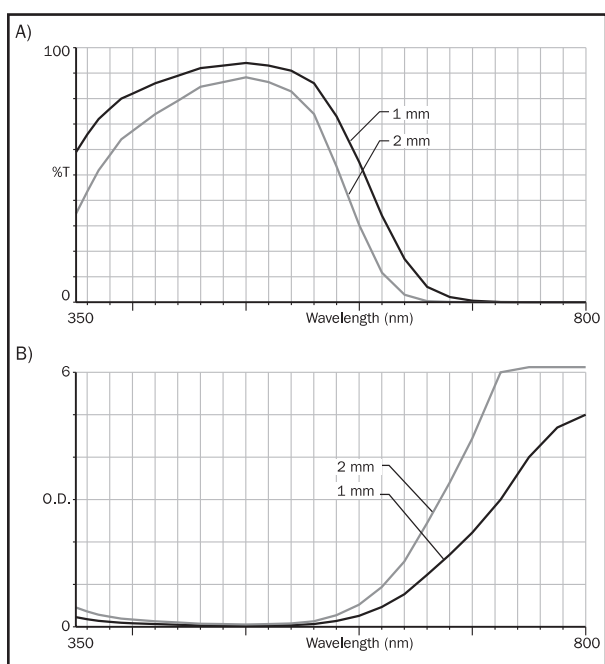 A)
100
1 mm
2 mm
%T
0
350
Wavelength (nm)
800
B)
6
2 mm
1 mm
O.D.
0
350
Wavelength (nm)
800